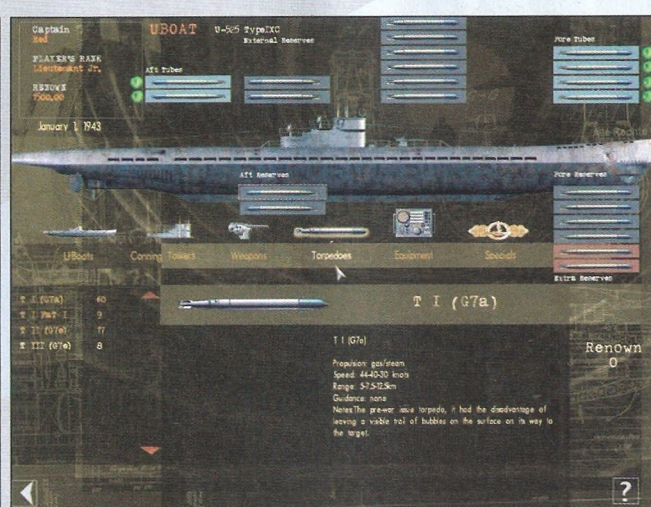 Captain
Red
PLAYER'S RANK
Lieutenant Jr.
RENOWN
1500.00
January 1, 1943
UBOAT U-525 TypeIXC
External Reserves
Aft Tubes
Fore Tubes
Aft Reserves
Fore Reserves
Extra Reserves
UBoats
Conning Towers
Weapons
Torpedoes
Equipment
Specials
T I (G7a) 60
T I FaT I 9
T II (G7e) 17
T III (G7e) 8
T I (G7a)
T I (G7a)
Propulsion: gas/steam
Speed: 44-40-30 knots
Range: 5-7.5-12.5km
Guidance: none
Notes:The pre-war issue torpedo, it had the disadvantage of
leaving a visible trail of bubbles on the surface on its way to
the target.
Renown
0
?